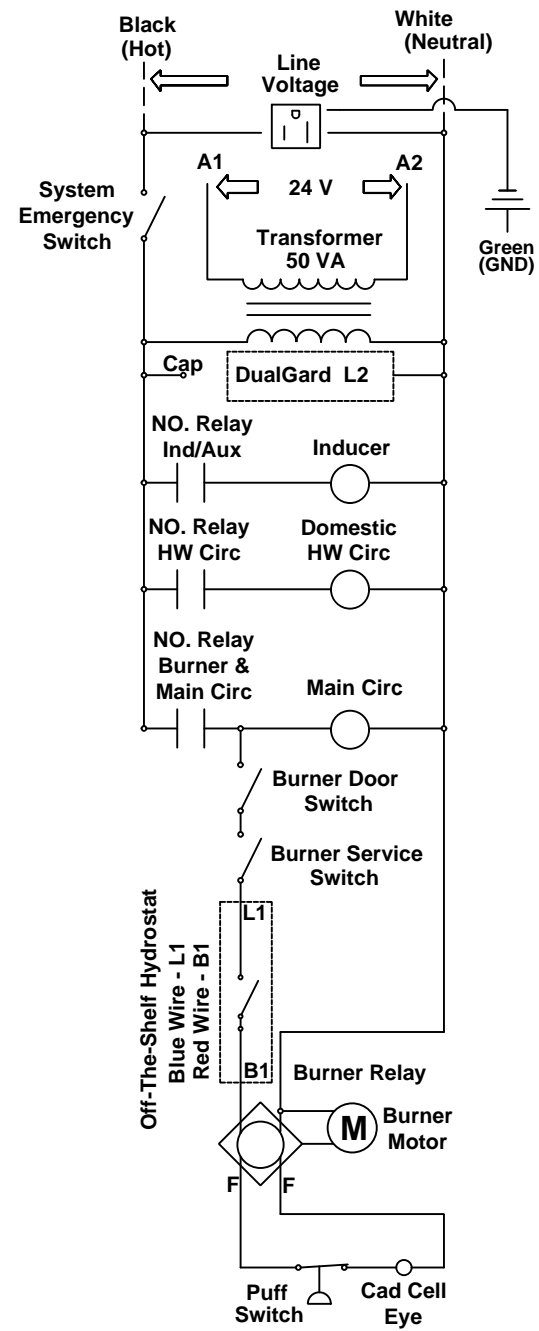 Black
(Hot)
White
(Neutral)
Line
Voltage
A1
A2
24 V
System
Emergency
Switch
Transformer
50 VA
Green
(GND)
Cap
DualGard L2
NO. Relay
Ind/Aux
Inducer
NO. Relay
HW Circ
Domestic
HW Circ
NO. Relay
Burner &
Main Circ
Main Circ
Burner Door
Switch
Burner Service
Switch
L1
Off-The-Shelf Hydrostat
Blue Wire - L1
Red Wire - B1
B1
Burner Relay
M
Burner
Motor
F
F
Puff
Switch
Cad Cell
Eye